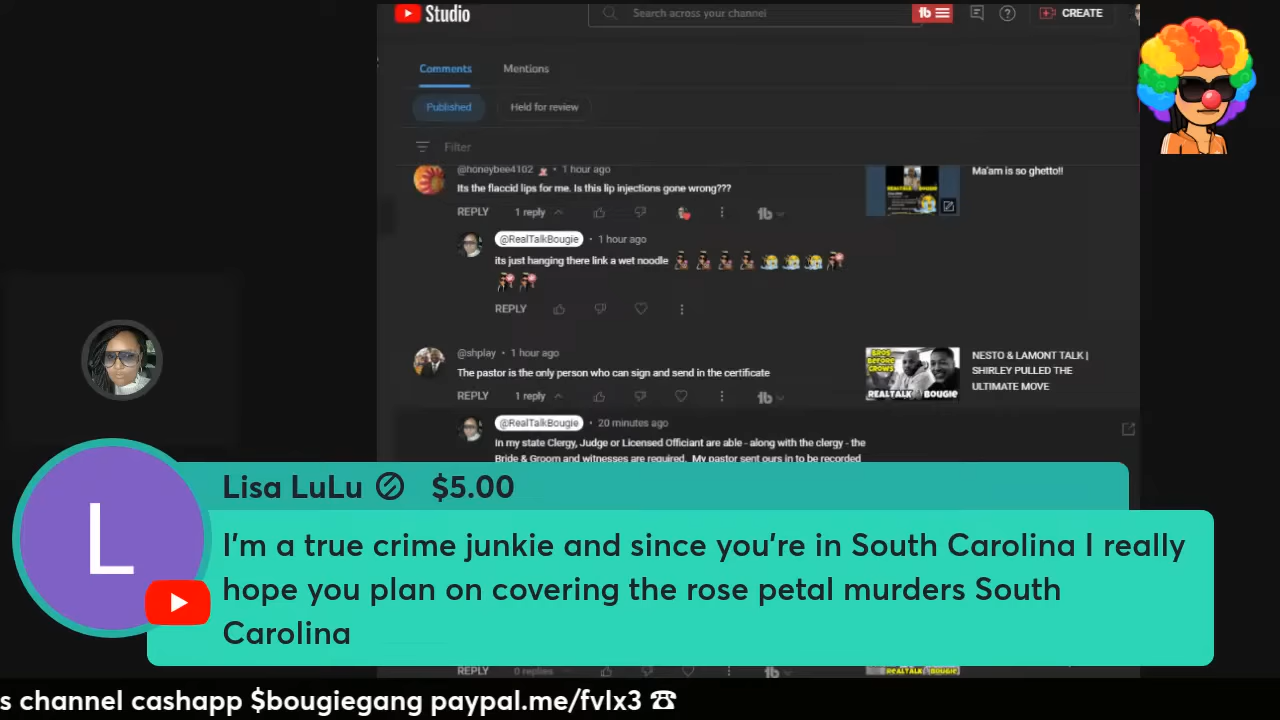 Studio
Search across your channel
CREATE
Comments
Mentions
Published
Held for review
Filter
@honeybee4102 • 1 hour ago
Its the flaccid lips for me. Is this lip injections gone wrong???
Ma'am is so ghetto!!
REPLY 1 reply
@RealTalkBougie • 1 hour ago
its just hanging there link a wet noodle
REPLY
@shplay • 1 hour ago
The pastor is the only person who can sign and send in the certificate
REPLY 1 reply
BROS
BEFORE
CROWS
REALTALK BOUGIE
NESTO & LAMONT TALK |
SHIRLEY PULLED THE
ULTIMATE MOVE
@RealTalkBougie • 20 minutes ago
In my state Clergy, Judge or Licensed Officiant are able - along with the clergy - the
Bride & Groom and witnesses are required. My pastor sent ours in to be recorded
L
Lisa LuLu $5.00
I'm a true crime junkie and since you're in South Carolina I really
hope you plan on covering the rose petal murders South
Carolina
REPLY 0 replies
s channel cashapp $bougiegang paypal.me/fvlx3 ☎